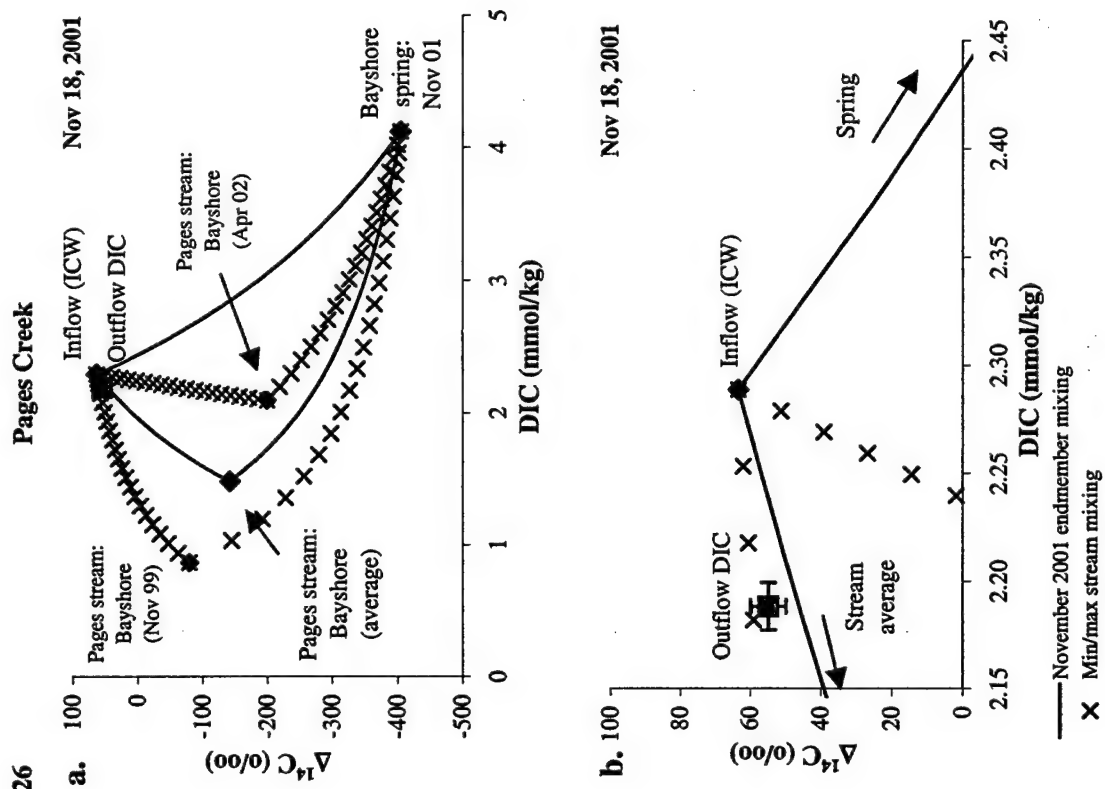 26
Pages Creek
a.
Nov 18, 2001
Inflow (ICW)
Outflow DIC
Pages stream:
Bayshore
(Nov 99)
Pages stream:
Bayshore
(Apr 02)
Pages stream:
Bayshore
(average)
Bayshore
spring:
Nov 01
Δ¹⁴C (o/oo)
100
0
-100
-200
-300
-400
-500
0 1 2 3 4 5
DIC (mmol/kg)
b.
Nov 18, 2001
Inflow (ICW)
Outflow DIC
Spring
Stream
average
Δ¹⁴C (o/oo)
100
80
60
40
20
0
2.15 2.20 2.25 2.30 2.35 2.40 2.45
DIC (mmol/kg)
November 2001 endmember mixing
Min/max stream mixing